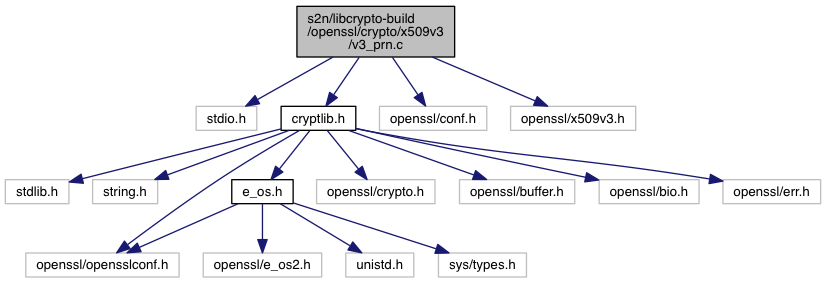 s2n/libcrypto-build
/openssl/crypto/x509v3
/v3_prn.c
stdio.h
cryptlib.h
openssl/conf.h
openssl/x509v3.h
stdlib.h
string.h
e_os.h
openssl/crypto.h
openssl/buffer.h
openssl/bio.h
openssl/err.h
openssl/opensslconf.h
openssl/e_os2.h
unistd.h
sys/types.h